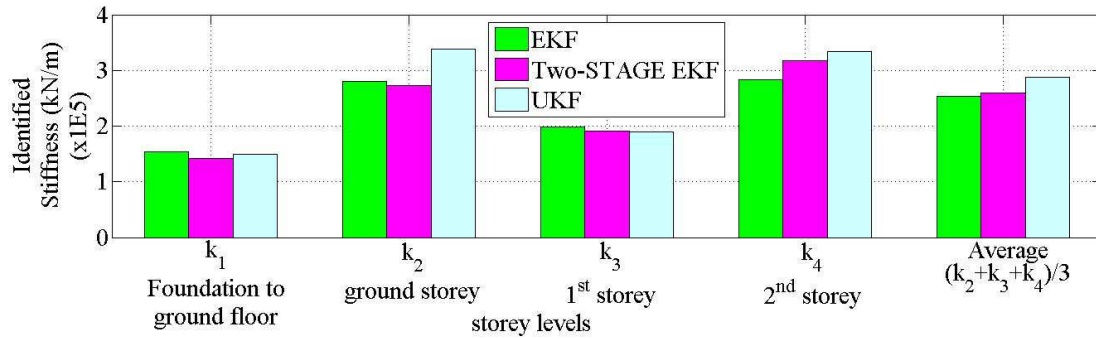 Identified
Stiffness (kN/m)
(x1E5)
4
3
2
1
0
EKF
Two-STAGE EKF
UKF
k1
k2
k3
k4
Average
(k2+k3+k4)/3
Foundation to
ground floor
ground storey
1st storey
2nd storey
storey levels